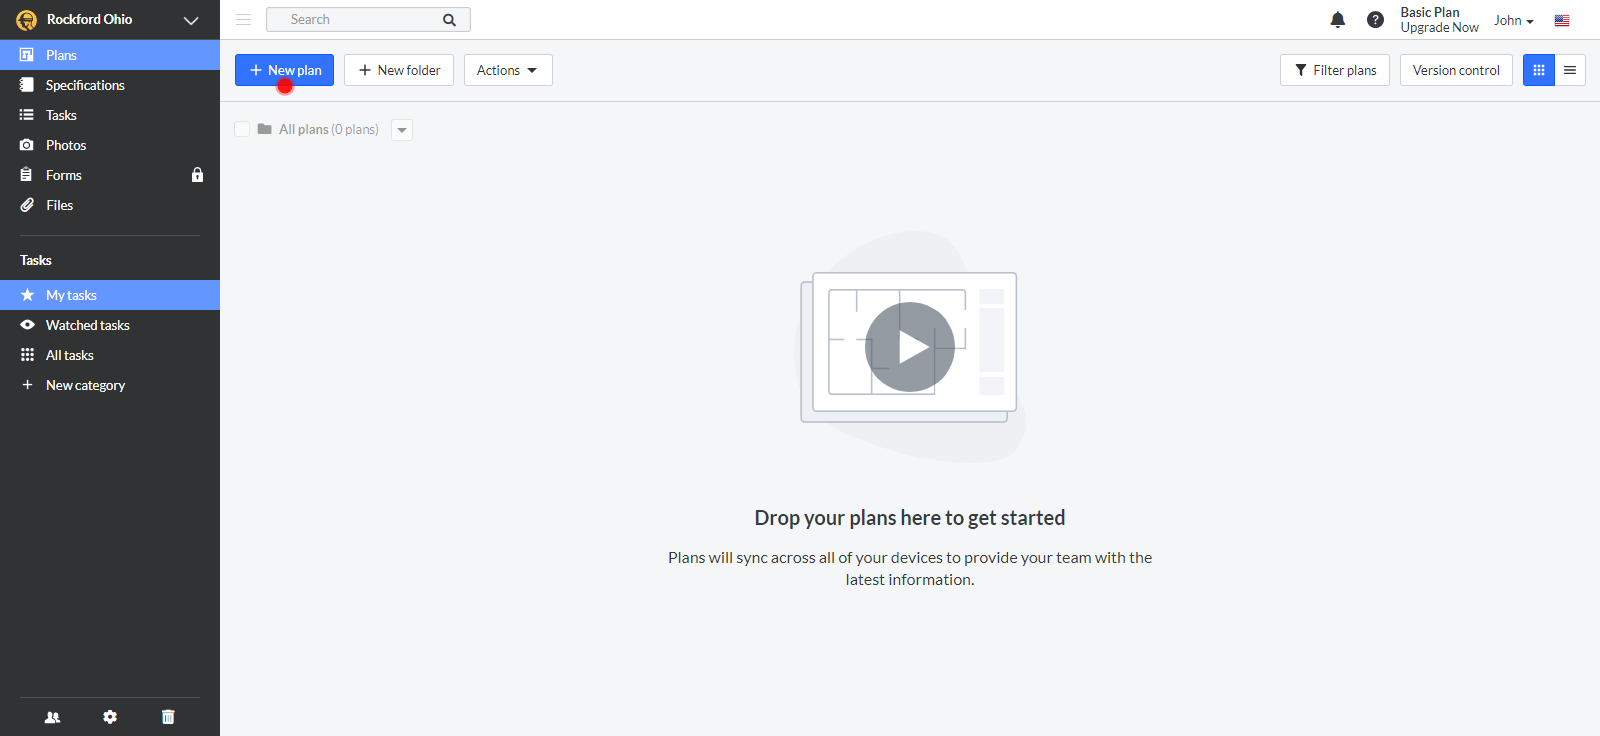 Rockford Ohio
Search
Basic Plan
Upgrade Now
John
Plans
Specifications
Tasks
Photos
Forms
Files
Tasks
My tasks
Watched tasks
All tasks
New category
New plan
New folder
Actions
Filter plans
Version control
All plans (0 plans)
Drop your plans here to get started
Plans will sync across all of your devices to provide your team with the
latest information.